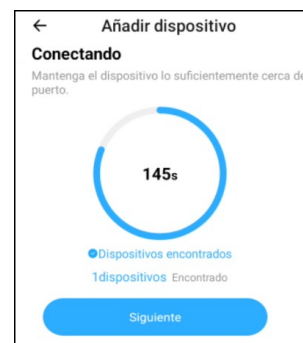 ← Añadir dispositivo
Conectando
Mantenga el dispositivo lo suficientemente cerca de
puerto.
145s
Dispositivos encontrados
1dispositivos Encontrado
Siguiente